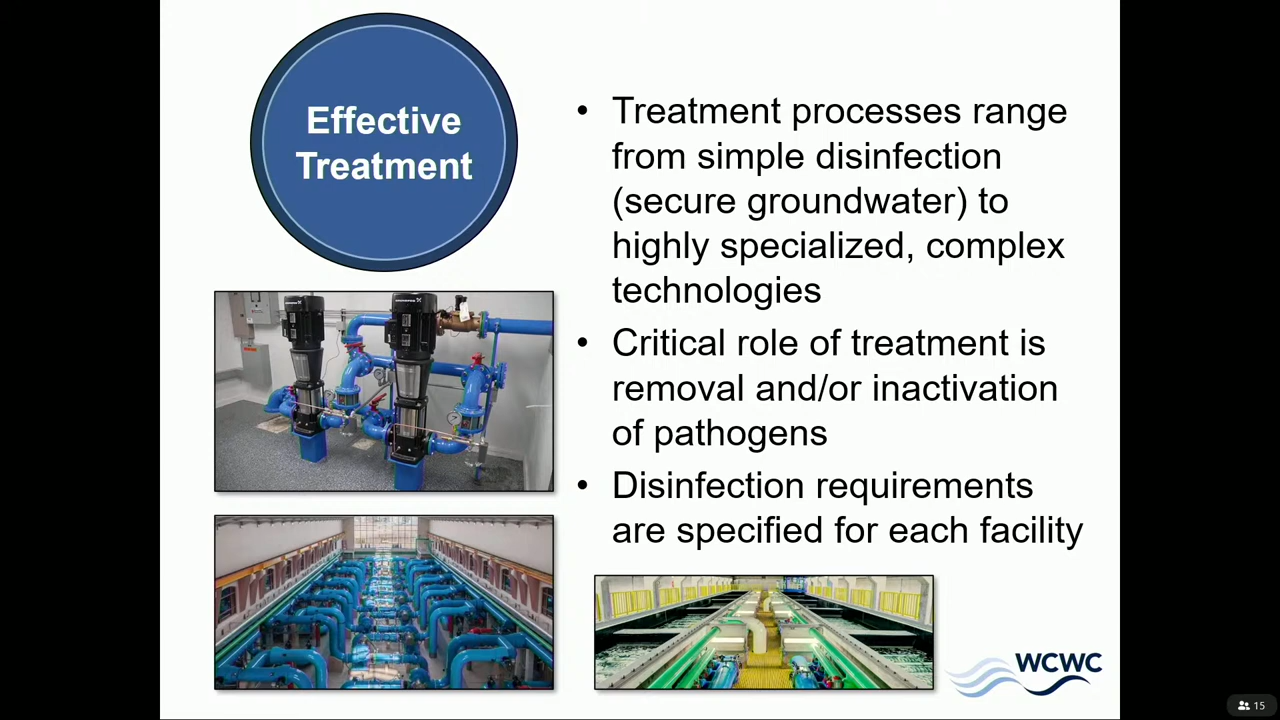 Effective
Treatment
• Treatment processes range
from simple disinfection
(secure groundwater) to
highly specialized, complex
technologies
• Critical role of treatment is
removal and/or inactivation
of pathogens
• Disinfection requirements
are specified for each facility
WCWC
15